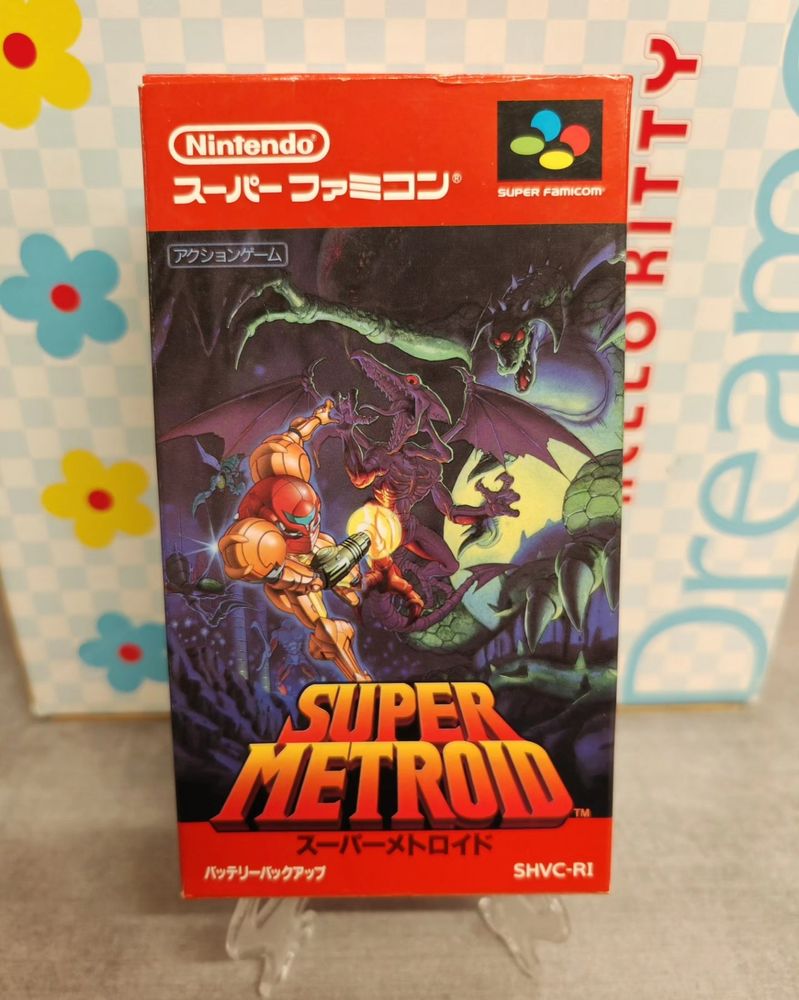 Nintendo®
スーパーファミコン®
SUPER FAMICOM
アクションゲーム
SUPER
METROID™
スーパーメトロイド
バッテリーバックアップ
SHVC-RI
HELLO KITTY
Dream